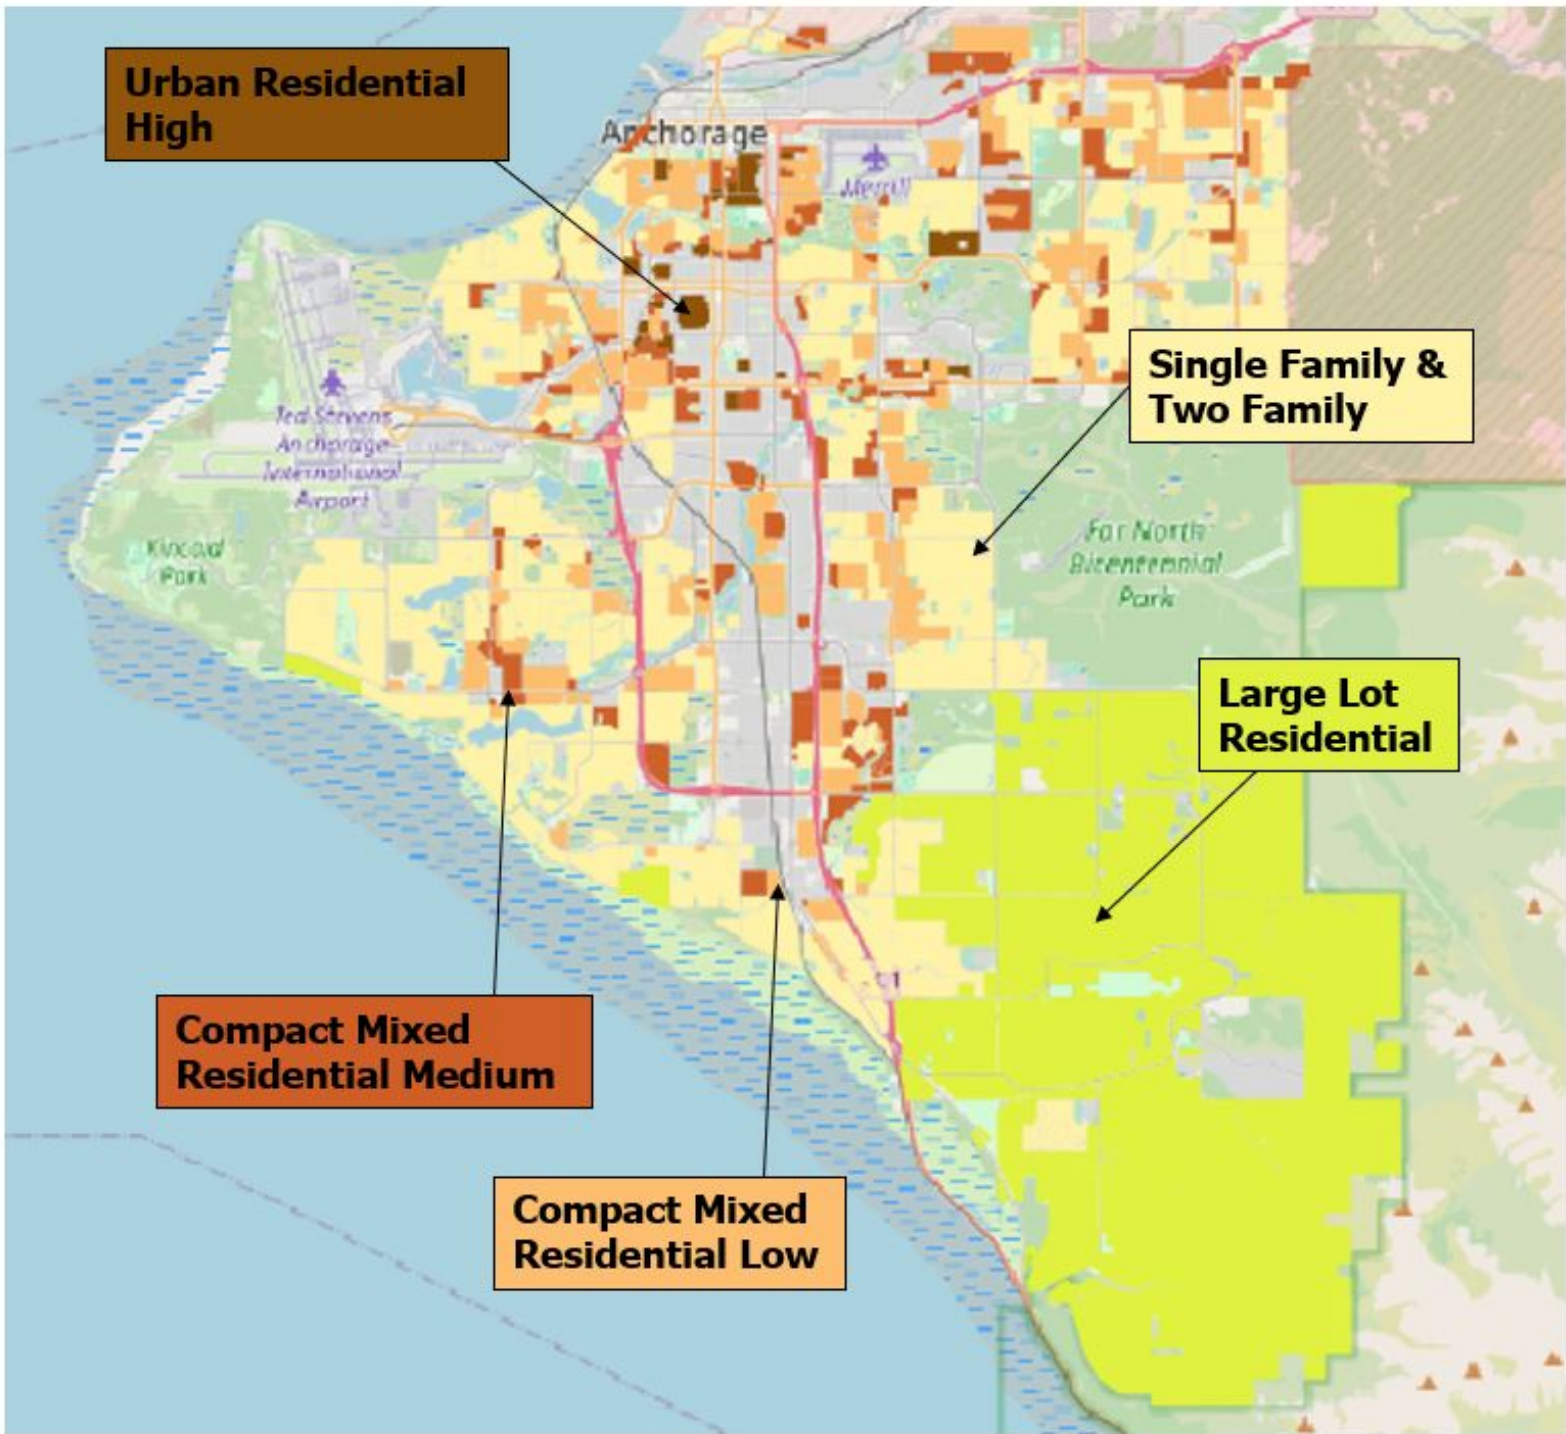 Urban Residential
High
Anchorage
Merrill
Single Family &
Two Family
Ted Stevens
Anchorage
International
Airport
Kincaid
Park
Far North
Bicentennial
Park
Large Lot
Residential
Compact Mixed
Residential Medium
Compact Mixed
Residential Low